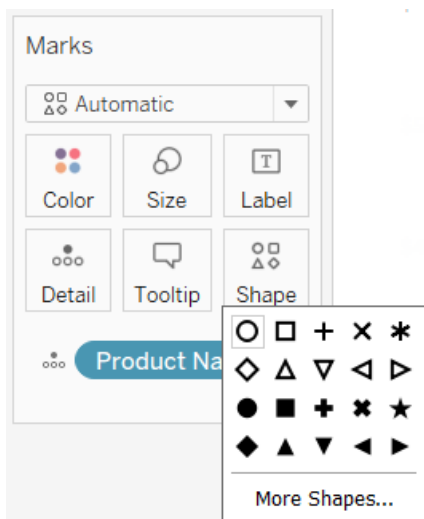 Marks
Automatic
Color Size Label
T
Detail Tooltip Shape
Product Na
More Shapes...